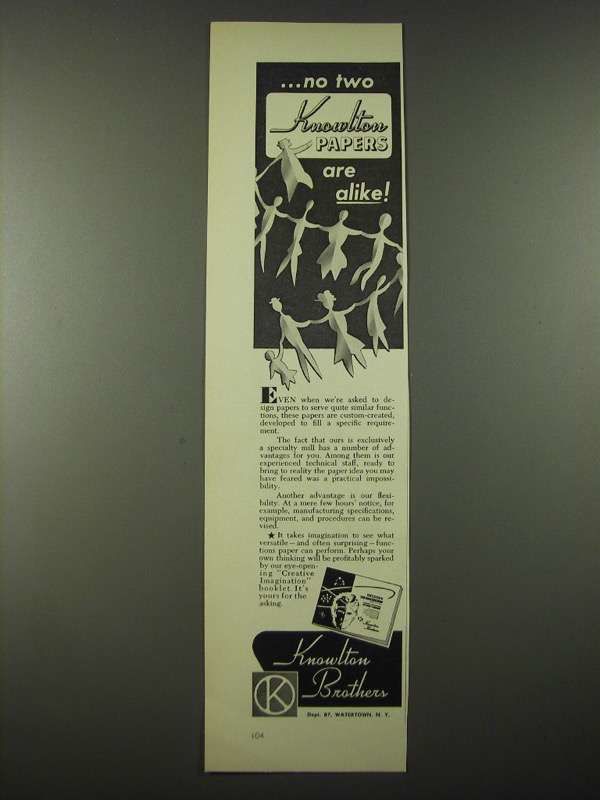 ...no two
Knowlton
PAPERS
are
alike!
EVEN when we're asked to de-
sign papers to serve quite similar func-
tions, these papers are custom-created,
developed to fill a specific require-
ment.
The fact that ours is exclusively
a specialty mill has a number of ad-
vantages for you. Among them is our
experienced technical staff, ready to
bring to reality the paper idea you may
have feared was a practical impossi-
bility.
Another advantage is our flexi-
bility. At a mere few hours' notice, for
example, manufacturing specifications,
equipment, and procedures can be re-
vised.
★ It takes imagination to see what
versatile—and often surprising—func-
tions paper can perform. Perhaps your
own thinking will be profitably sparked
by our eye-open-
ing "Creative
Imagination"
booklet. It's
yours for the
asking.
Knowlton
Brothers
K
Dept. 87, WATERTOWN, N. Y.
104